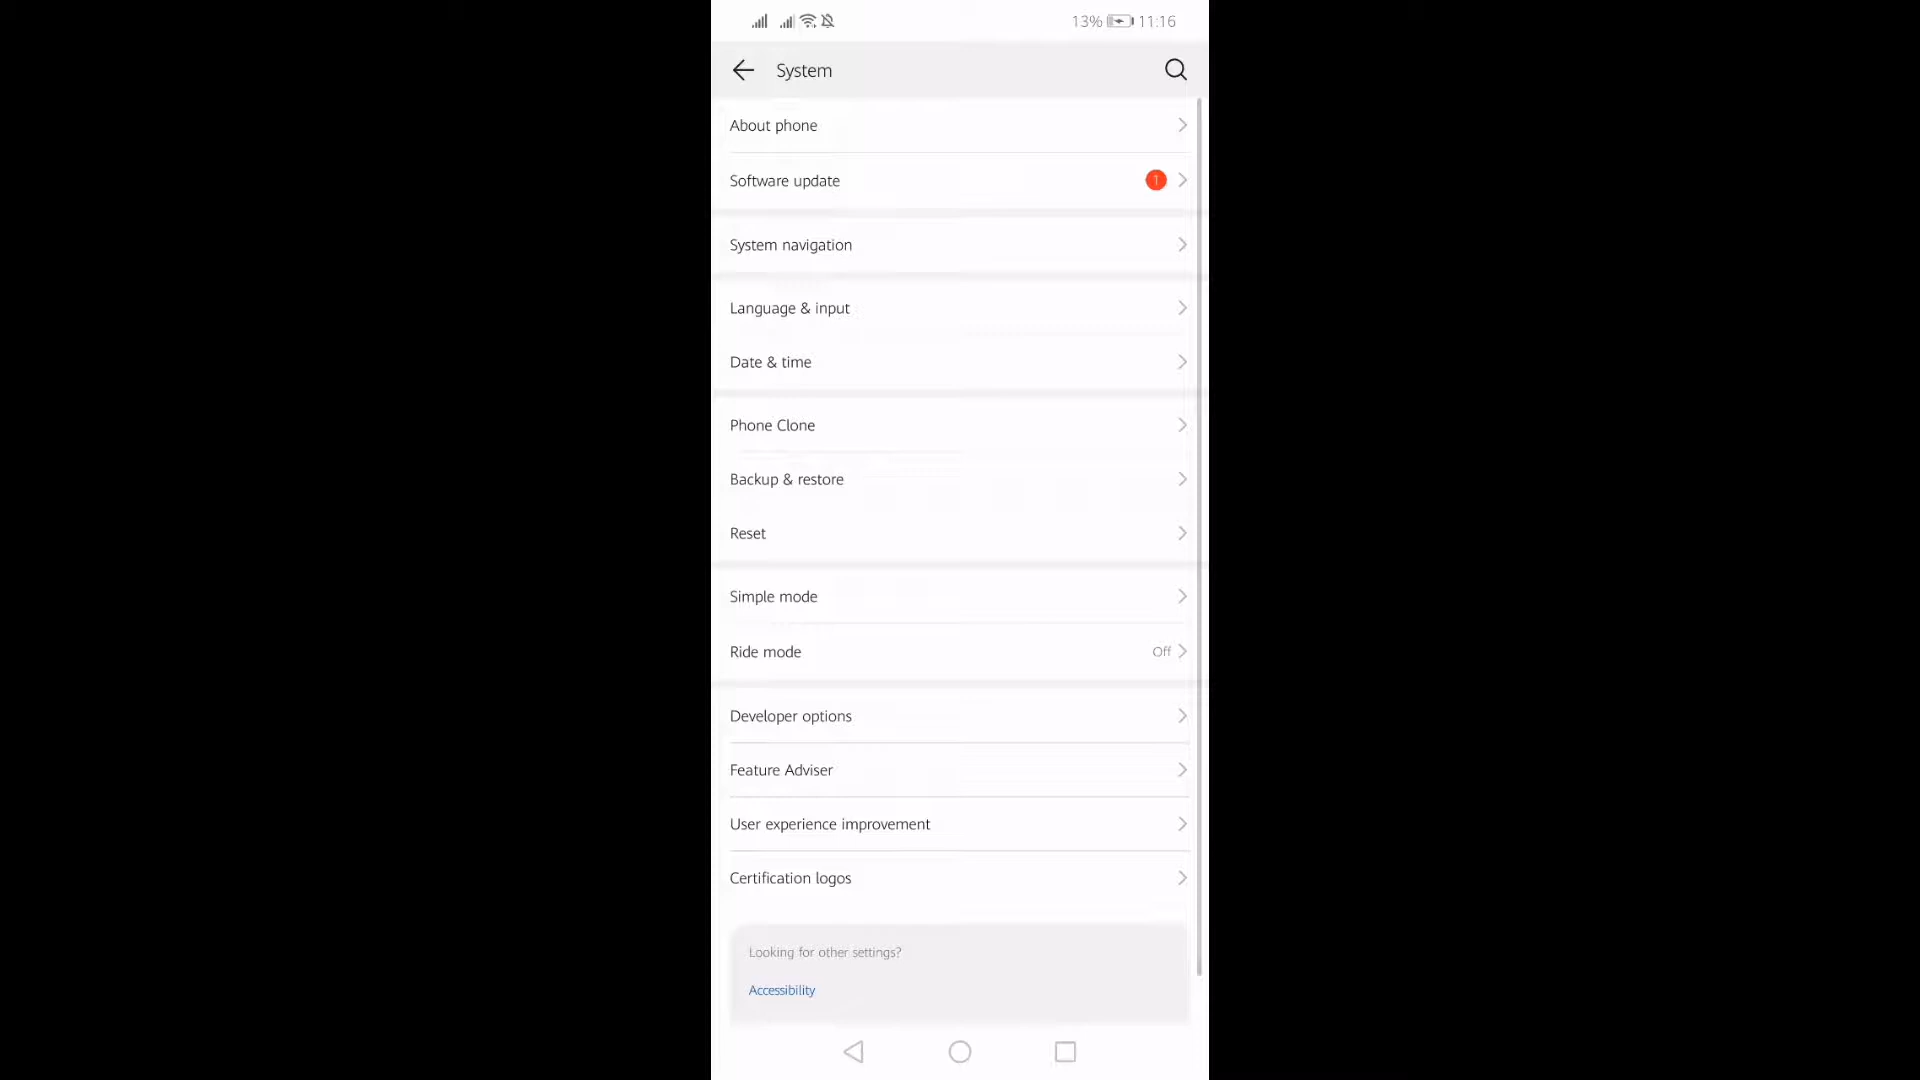 13% 11:16
System
About phone
Software update 1
System navigation
Language & input
Date & time
Phone Clone
Backup & restore
Reset
Simple mode
Ride mode Off
Developer options
Feature Adviser
User experience improvement
Certification logos
Looking for other settings?
Accessibility